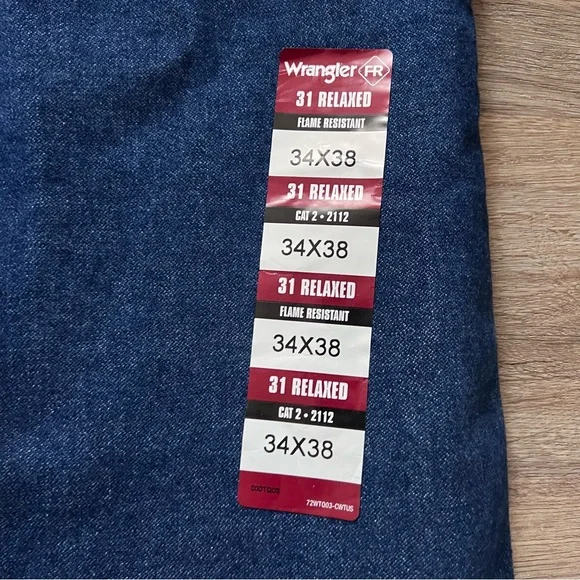 Wrangler FR
31 RELAXED
FLAME RESISTANT
34X38
31 RELAXED
CAT 2 • 2112
34X38
31 RELAXED
FLAME RESISTANT
34X38
31 RELAXED
CAT 2 • 2112
34X38
72WTO03-CWTUS